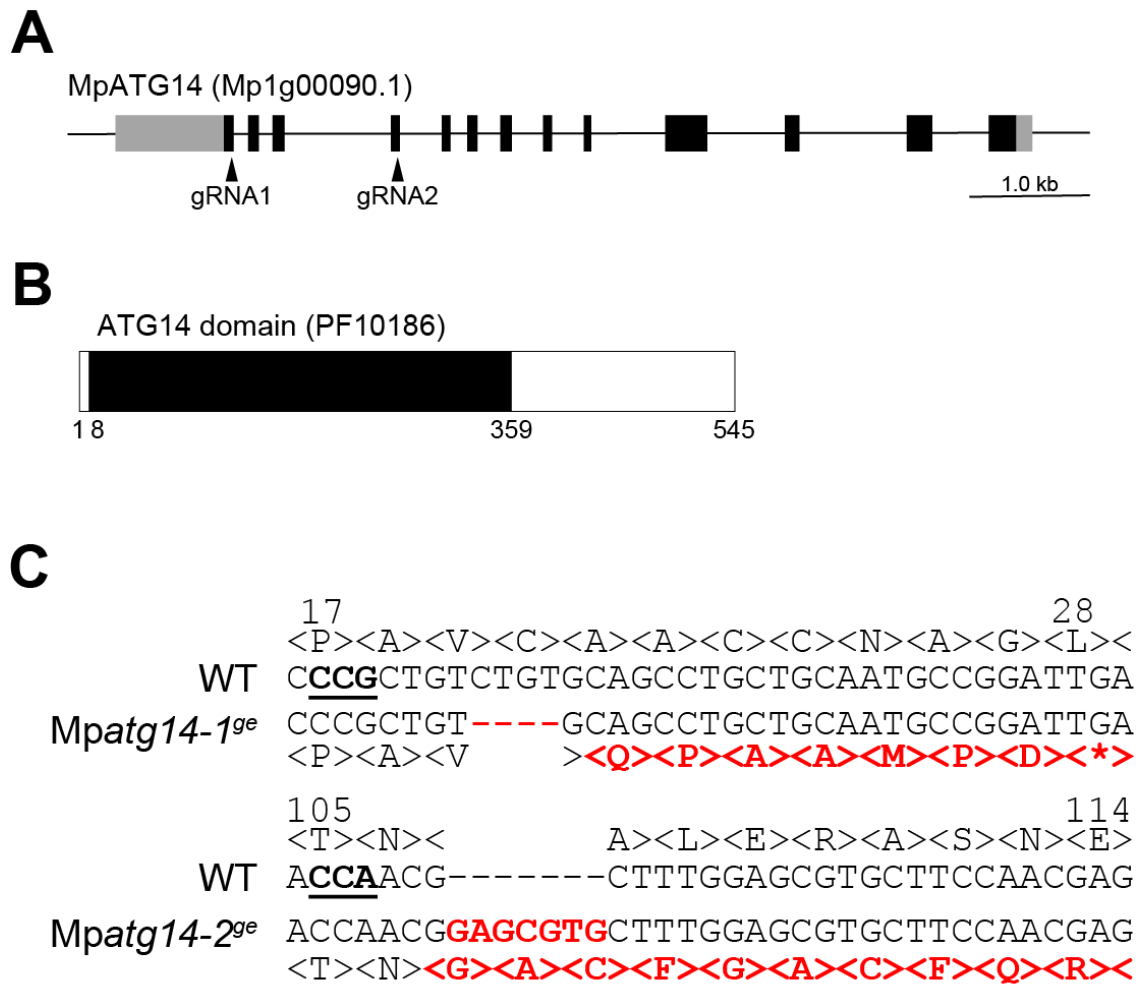 A
MpATG14 (Mp1g00090.1)
gRNA1
gRNA2
1.0 kb
B
ATG14 domain (PF10186)
1 8 359 545
C
17 28
<P><A><V><C><A><A><C><C><N><A><G><L><
WT CCCGCTGTCTGTGCAGCCTGCTGCAATGCCGGATTGA
Mpatg14-1ge CCCGCTGT----GCAGCCTGCTGCAATGCCGGATTGA
<P><A><V ><Q><P><A><A><M><P><D><*>
105 114
<T><N>< A><L><E><R><A><S><N><E>
WT ACCAACG-------CTTTGGAGCGTGCTTCCAACGAG
Mpatg14-2ge ACCAACGGAGCGTGCTTTGGAGCGTGCTTCCAACGAG
<T><N><G><A><C><F><G><A><C><F><Q><R><